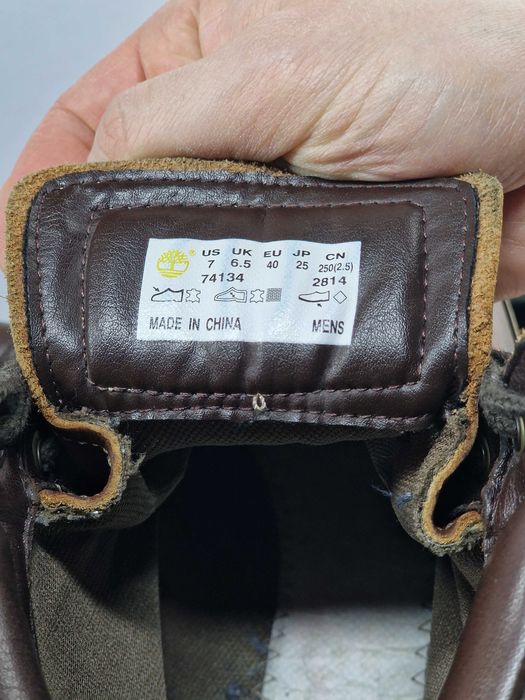 ® US UK EU JP CN
7 6.5 40 25 250(2.5)
74134 2814
MADE IN CHINA MENS